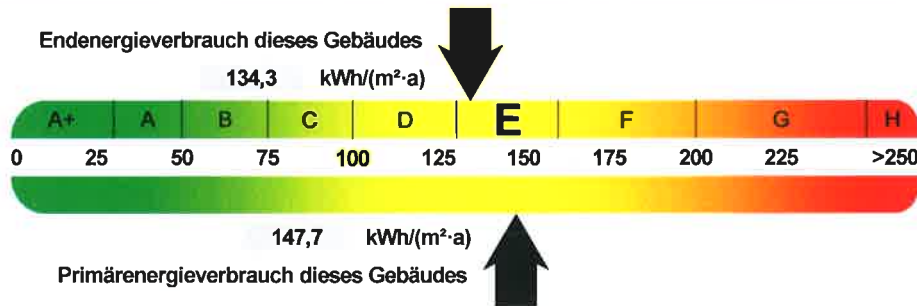 Endenergieverbrauch dieses Gebäudes
134,3 kWh/(m²·a)
A+ A B C D E F G H
0 25 50 75 100 125 150 175 200 225 >250
147,7 kWh/(m²·a)
Primärenergieverbrauch dieses Gebäudes